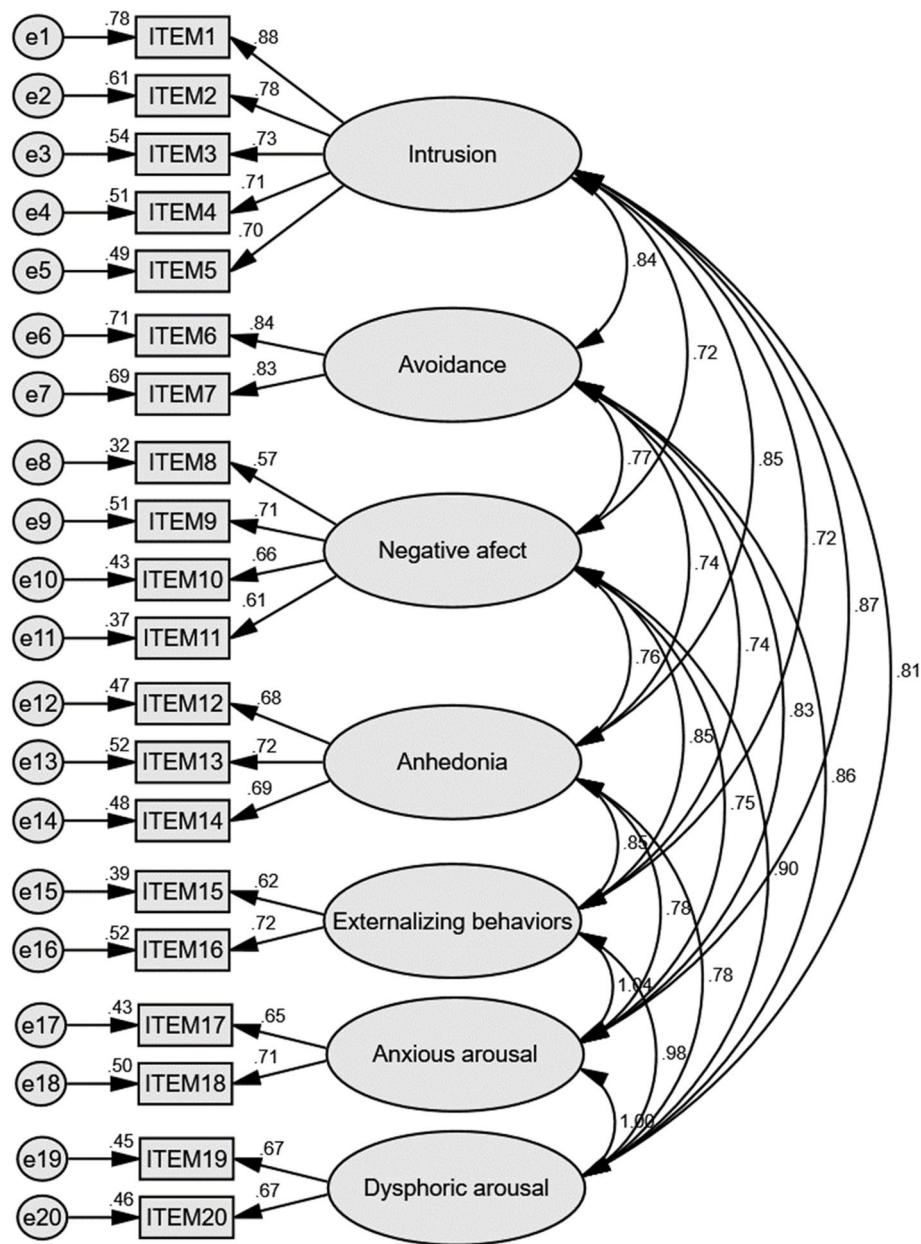 e1 .78 ITEM1 .88
e2 .61 ITEM2 .78
e3 .54 ITEM3 .73
e4 .51 ITEM4 .71
e5 .49 ITEM5 .70
Intrusion
e6 .71 ITEM6 .84
e7 .69 ITEM7 .83
Avoidance
e8 .32 ITEM8 .57
e9 .51 ITEM9 .71
e10 .43 ITEM10 .66
e11 .37 ITEM11 .61
Negative afect
e12 .47 ITEM12 .68
e13 .52 ITEM13 .72
e14 .48 ITEM14 .69
Anhedonia
e15 .39 ITEM15 .62
e16 .52 ITEM16 .72
Externalizing behaviors
e17 .43 ITEM17 .65
e18 .50 ITEM18 .71
Anxious arousal
e19 .45 ITEM19 .67
e20 .46 ITEM20 .67
Dysphoric arousal
.84
.72
.85
.72
.87
.81
.77
.74
.74
.83
.86
.76
.85
.75
.90
.85
.78
.78
1.04
.98
1.00